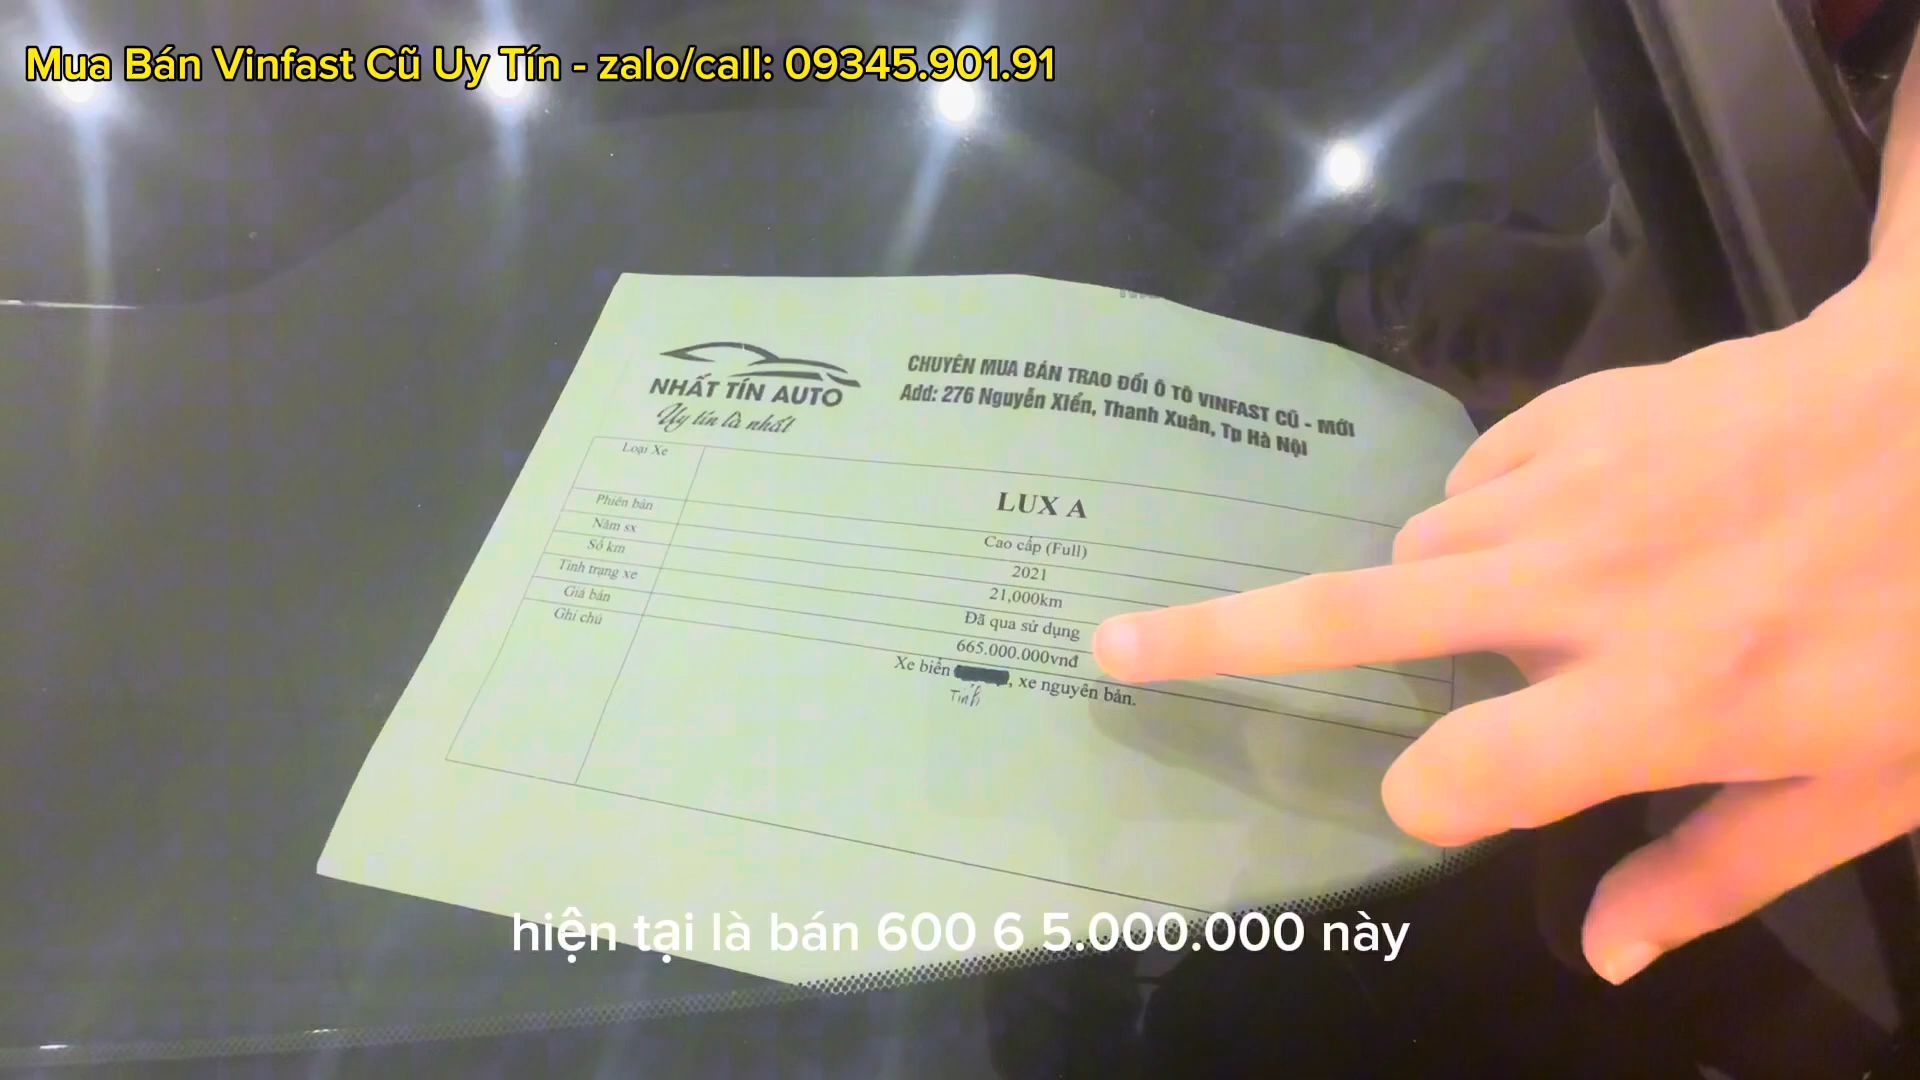 Mua Bán Vinfast Cũ Uy Tín - zalo/call: 09345.901.91
NHẤT TÍN AUTO
Uy tín là nhất
CHUYÊN MUA BÁN TRAO ĐỔI Ô TÔ VINFAST CŨ - MỚI
Add: 276 Nguyễn Xiển, Thanh Xuân, Tp Hà Nội
Loại Xe
LUX A
Phiên bản
Cao cấp (Full)
Năm sx
2021
Số km
21,000km
Tình trạng xe
Đã qua sử dụng
Giá bán
665.000.000vnđ
Ghi chú
Xe biển , xe nguyên bản.
Tỉnh
hiện tại là bán 600 6 5.000.000 này